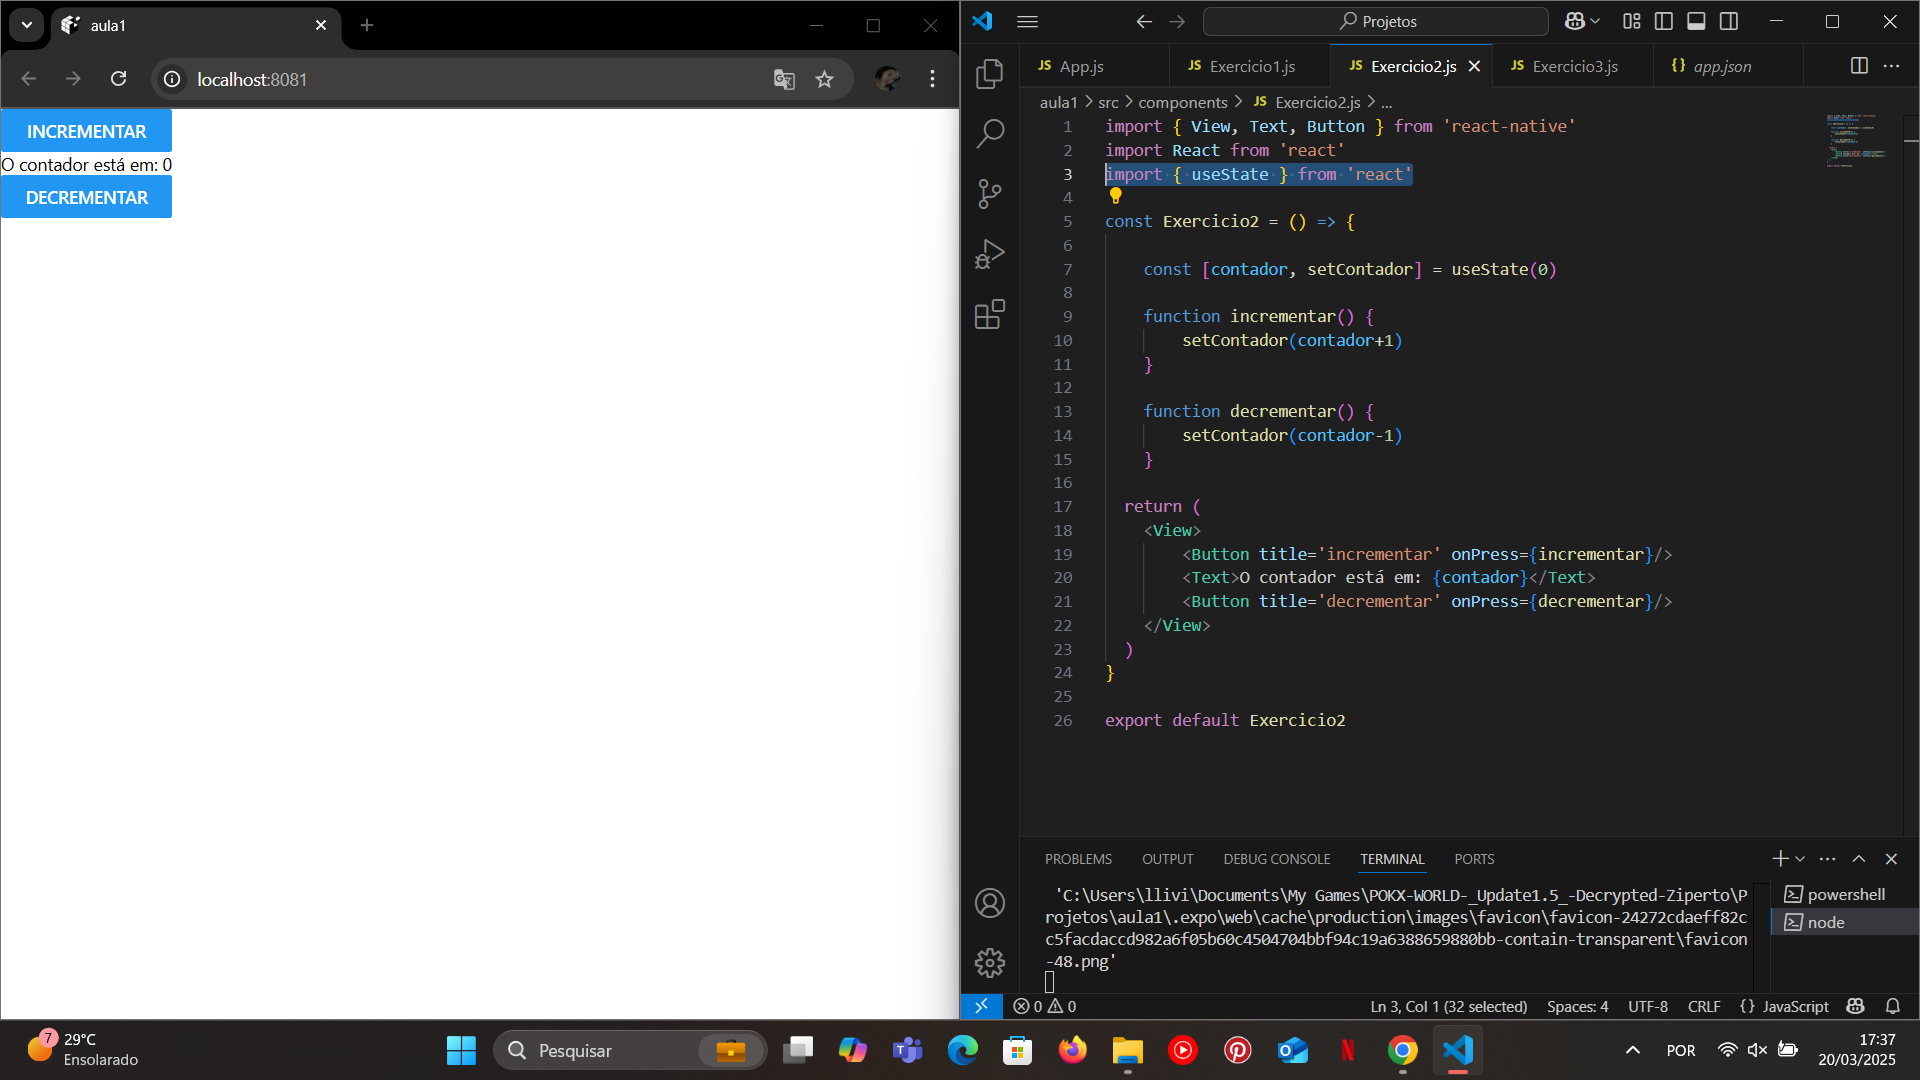 aula1
localhost:8081
INCREMENTAR
O contador está em: 0
DECREMENTAR
Projetos
JS App.js
JS Exercicio1.js
JS Exercicio2.js
JS Exercicio3.js
{} app.json
aula1 > src > components > JS Exercicio2.js > ...
1 import { View, Text, Button } from 'react-native'
2 import React from 'react'
3 import { useState } from 'react'
4
5 const Exercicio2 = () => {
6
7 const [contador, setContador] = useState(0)
8
9 function incrementar() {
10 setContador(contador+1)
11 }
12
13 function decrementar() {
14 setContador(contador-1)
15 }
16
17 return (
18 <View>
19 <Button title='incrementar' onPress={incrementar}/>
20 <Text>O contador está em: {contador}</Text>
21 <Button title='decrementar' onPress={decrementar}/>
22 </View>
23 )
24 }
25
26 export default Exercicio2
PROBLEMS OUTPUT DEBUG CONSOLE TERMINAL PORTS
'C:\Users\llivi\Documents\My Games\POKX-WORLD-_Update1.5_-Decrypted-Ziperto\P
rojetos\aula1\.expo\web\cache\production\images\favicon\favicon-24272cdaeff82c
c5facdaccd982a6f05b60c4504704bbf94c19a6388659880bb-contain-transparent\favicon
-48.png'
powershell
node
0 0
Ln 3, Col 1 (32 selected) Spaces: 4 UTF-8 CRLF {} JavaScript
7
29°C
Ensolarado
Pesquisar
POR
17:37
20/03/2025